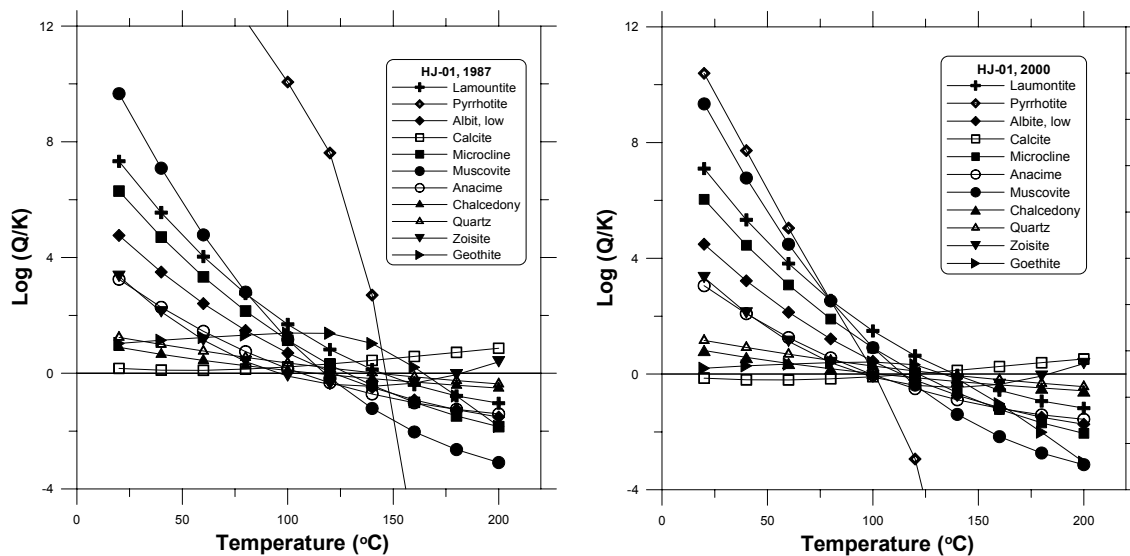 12
8
4
0
-4
Log (Q/K)
0 50 100 150 200
Temperature (°C)
HJ-01, 1987
Lamountite
Pyrrhotite
Albit, low
Calcite
Microcline
Muscovite
Anacime
Chalcedony
Quartz
Zoisite
Geothite
12
8
4
0
-4
Log (Q/K)
0 50 100 150 200
Temperature (°C)
HJ-01, 2000
Laumontite
Pyrrhotite
Albite, low
Calcite
Microcline
Anacime
Muscovite
Chalcedony
Quartz
Zoisite
Goethite